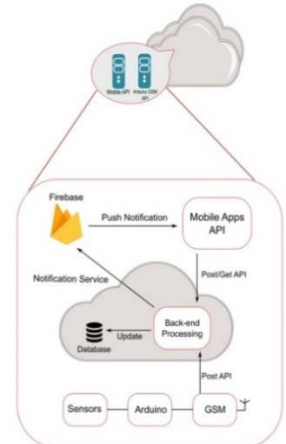 Mobile API Arduino GSM
API
Firebase
Push Notification
Mobile Apps
API
Notification Service
Post/Get API
Back-end
Processing
Update
Database
Post API
Sensors
Arduino
GSM